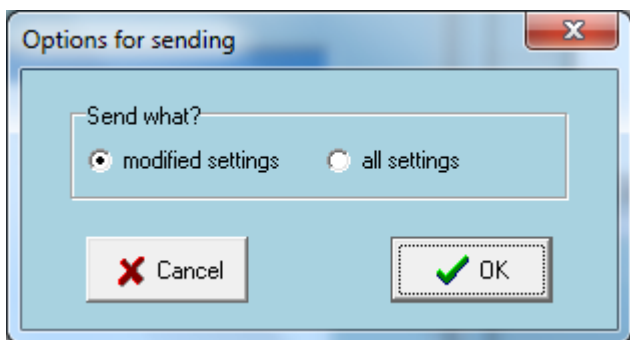 Options for sending
Send what?
modified settings all settings
Cancel OK